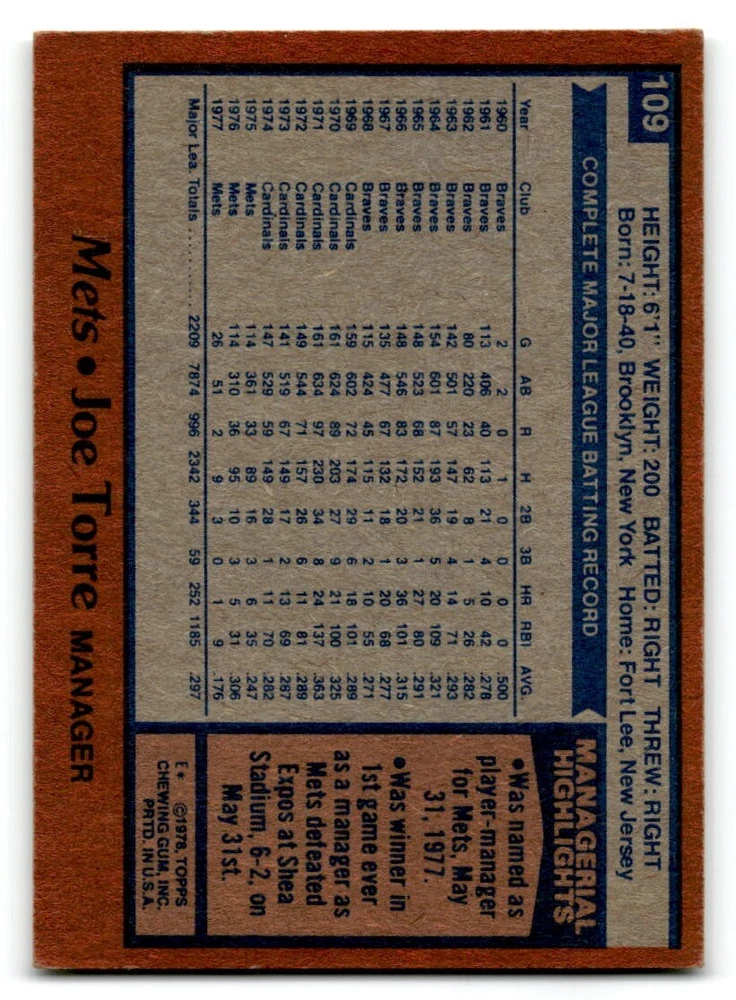 109
HEIGHT: 6'1" WEIGHT: 200 BATTED: RIGHT THREW: RIGHT
Born: 7-18-40, Brooklyn, New York Home: Fort Lee, New Jersey
COMPLETE MAJOR LEAGUE BATTING RECORD
Year Club G AB R H 2B 3B HR RBI AVG.
1960 Braves 2 2 0 1 0 0 0 0 .500
1961 Braves 113 406 40 113 21 4 10 42 .278
1962 Braves 80 220 23 62 8 1 5 26 .282
1963 Braves 142 501 57 147 19 4 14 71 .293
1964 Braves 154 601 87 193 36 5 20 109 .321
1965 Braves 148 523 68 152 21 1 27 80 .291
1966 Braves 148 546 83 172 20 3 36 101 .315
1967 Braves 135 477 67 132 18 1 20 68 .277
1968 Braves 115 424 45 115 11 2 10 55 .271
1969 Cardinals 159 602 72 174 29 6 18 101 .289
1970 Cardinals 161 624 89 203 27 9 21 100 .325
1971 Cardinals 161 634 97 230 34 8 24 137 .363
1972 Cardinals 149 544 71 157 26 6 11 81 .289
1973 Cardinals 141 519 67 149 17 2 13 69 .287
1974 Cardinals 147 529 59 149 28 1 11 70 .282
1975 Mets 114 361 33 89 16 3 6 35 .247
1976 Mets 114 310 36 95 10 3 5 31 .306
1977 Mets 26 51 2 9 3 0 1 9 .176
Major Lea. Totals .......... 2209 7874 996 2342 344 59 252 1185 .297
MANAGERIAL
HIGHLIGHTS
•Was named as
player-manager
for Mets, May
31, 1977.
•Was winner in
1st game ever
as a manager as
Mets defeated
Expos at Shea
Stadium, 6-2, on
May 31st.
E* ©1978, TOPPS
CHEWING GUM, INC.
PRTD. IN U.S.A.
Mets • Joe Torre MANAGER